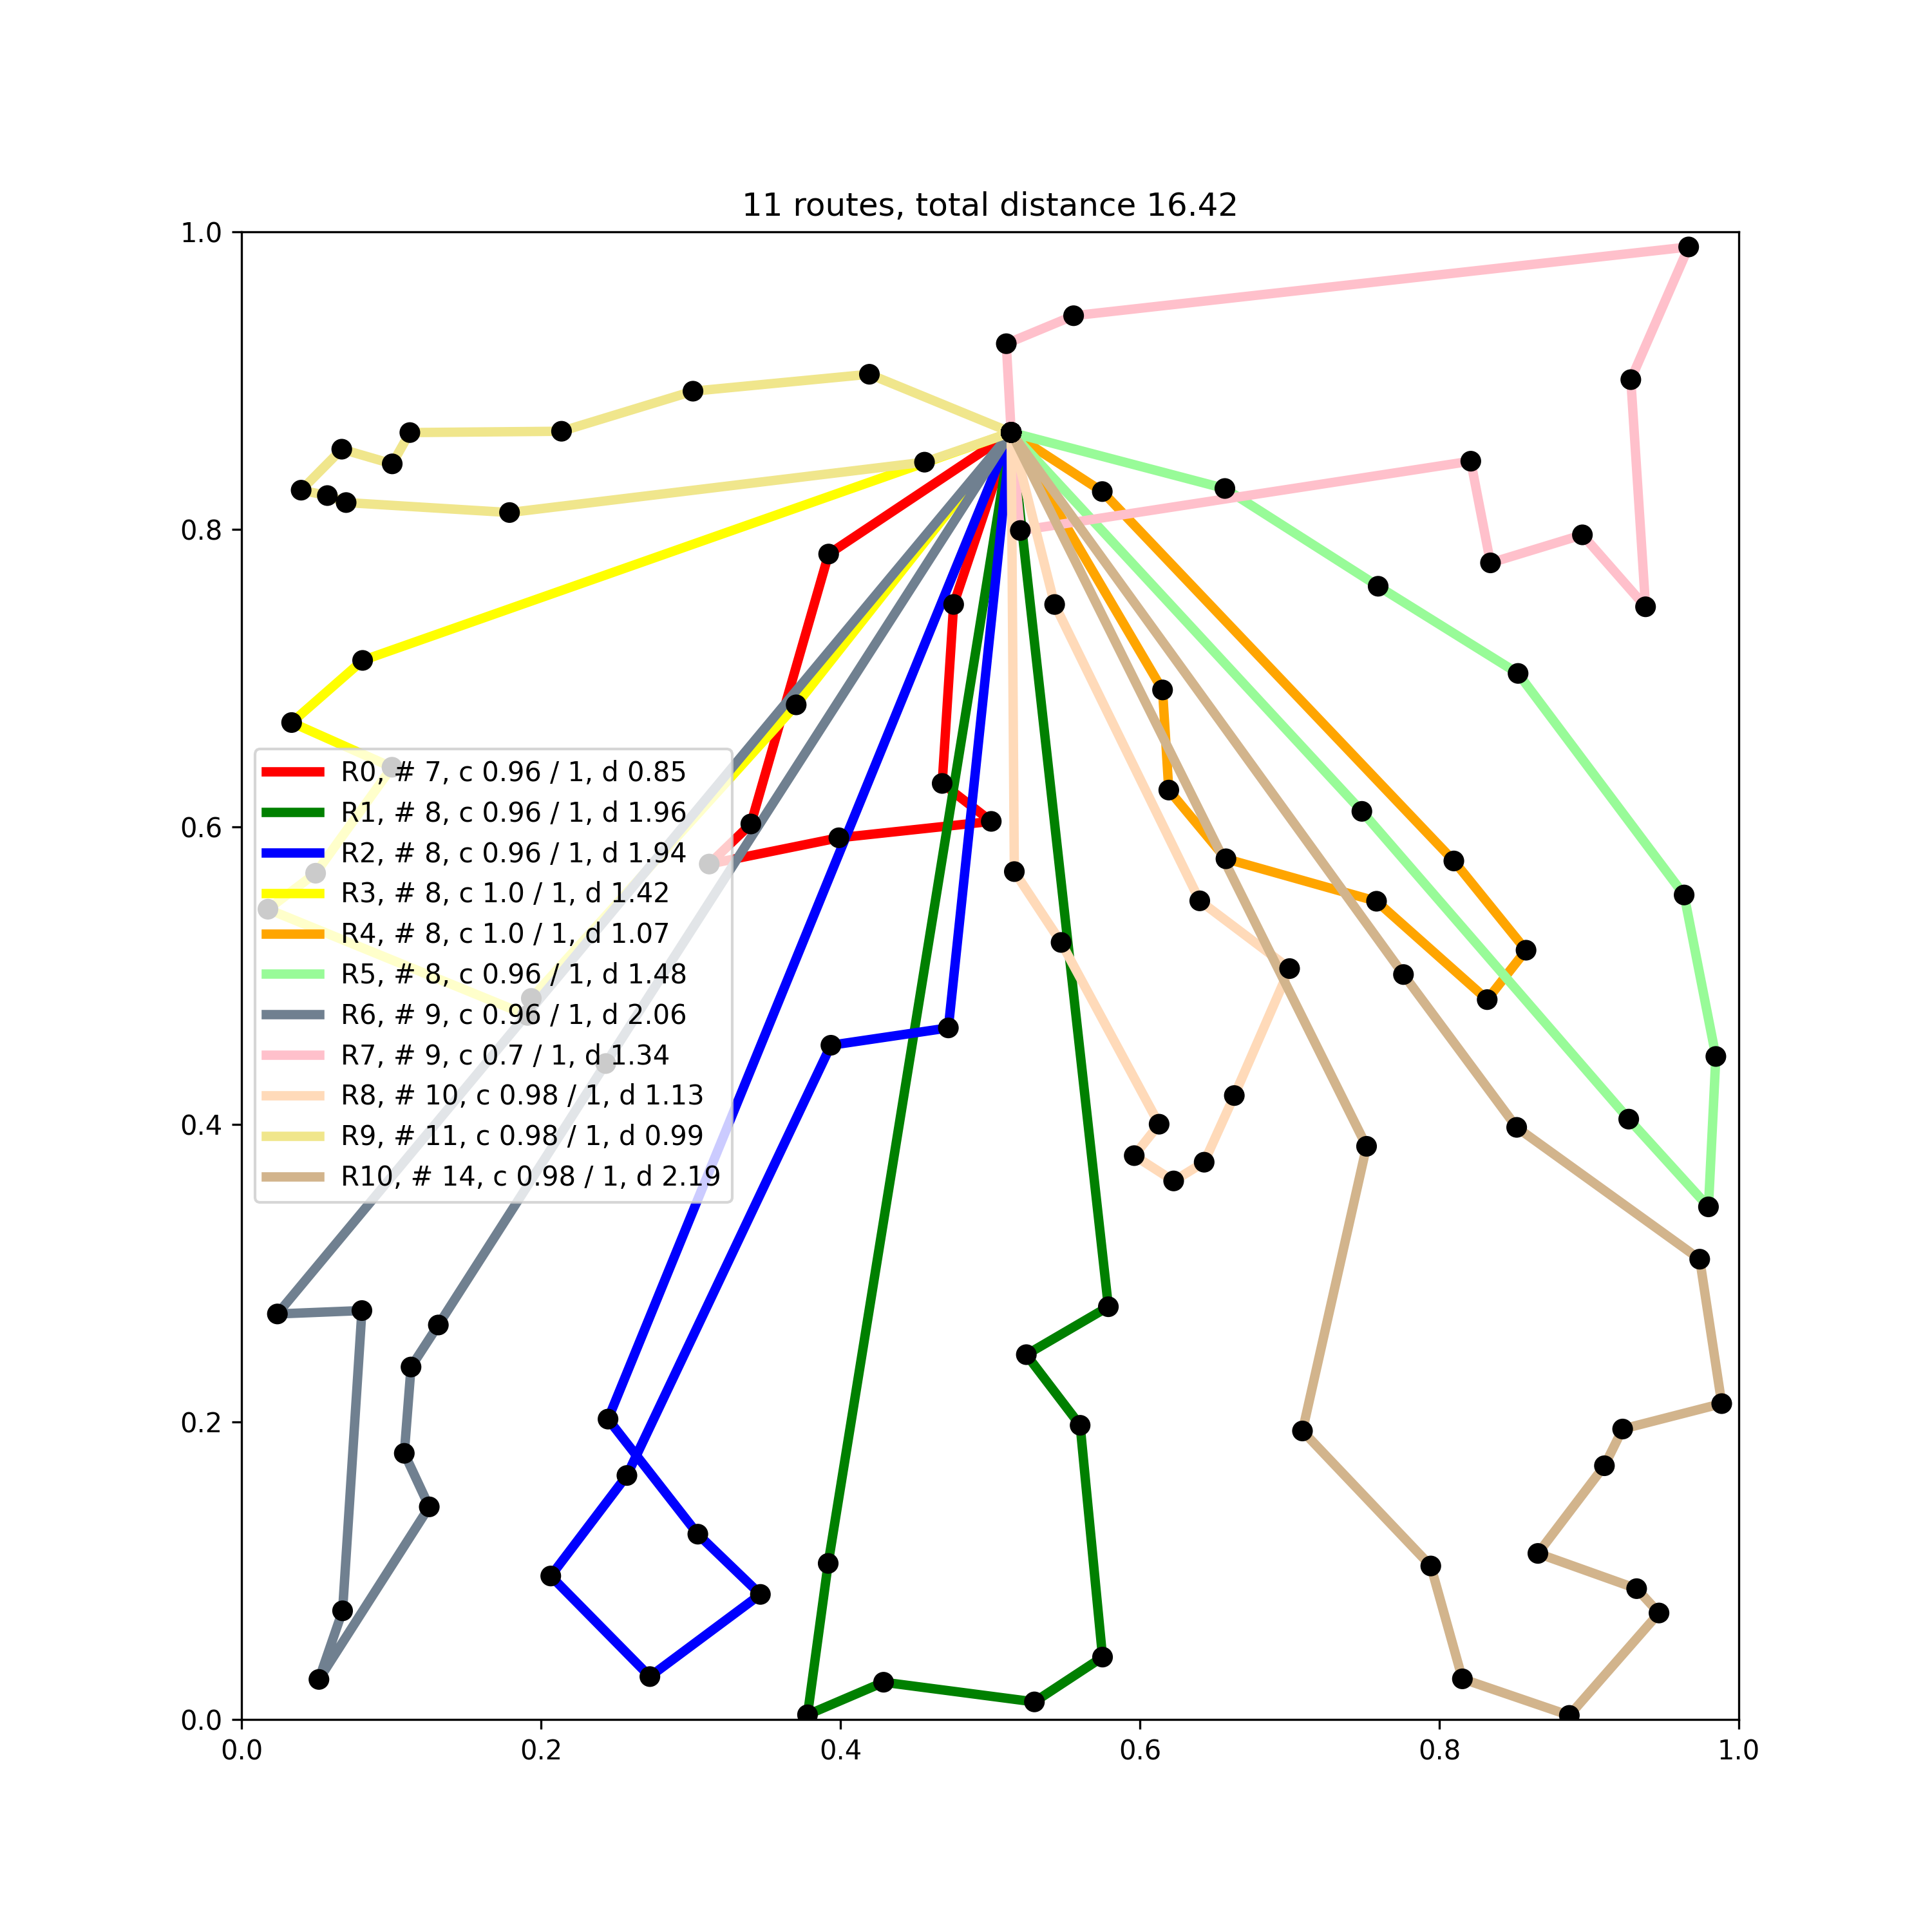 11 routes, total distance 16.42
1.0
0.8
0.6
0.4
0.2
0.0
R0, # 7, c 0.96 / 1, d 0.85
R1, # 8, c 0.96 / 1, d 1.96
R2, # 8, c 0.96 / 1, d 1.94
R3, # 8, c 1.0 / 1, d 1.42
R4, # 8, c 1.0 / 1, d 1.07
R5, # 8, c 0.96 / 1, d 1.48
R6, # 9, c 0.96 / 1, d 2.06
R7, # 9, c 0.7 / 1, d 1.34
R8, # 10, c 0.98 / 1, d 1.13
R9, # 11, c 0.98 / 1, d 0.99
R10, # 14, c 0.98 / 1, d 2.19
0.0 0.2 0.4 0.6 0.8 1.0